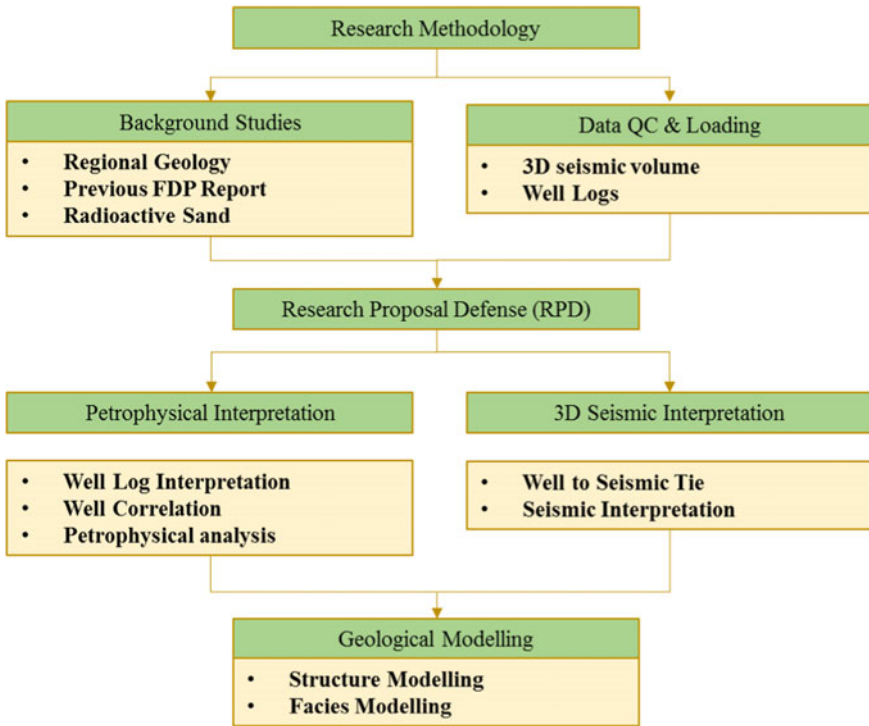 Research Methodology
Background Studies
• Regional Geology
• Previous FDP Report
• Radioactive Sand
Data QC & Loading
• 3D seismic volume
• Well Logs
Research Proposal Defense (RPD)
Petrophysical Interpretation
• Well Log Interpretation
• Well Correlation
• Petrophysical analysis
3D Seismic Interpretation
• Well to Seismic Tie
• Seismic Interpretation
Geological Modelling
• Structure Modelling
• Facies Modelling